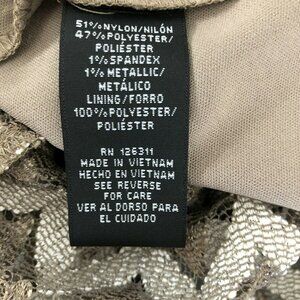 51% NYLON/NILÓN
47% POLYESTER/
POLIÉSTER
1% SPANDEX
1% METALLIC/
METÁLICO
LINING/FORRO
100% POLYESTER/
POLIÉSTER
RN 126311
MADE IN VIETNAM
HECHO EN VIETNAM
SEE REVERSE
FOR CARE
VER AL DORSO PARA
EL CUIDADO